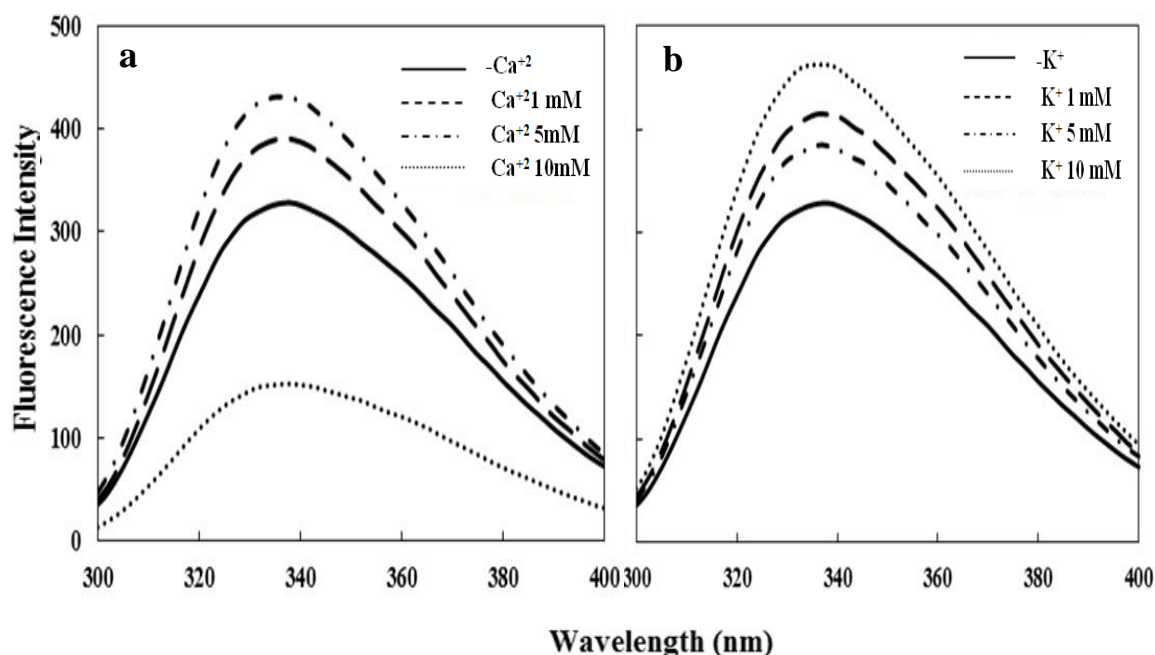 a
-Ca⁺²
Ca⁺²1 mM
Ca⁺² 5mM
Ca⁺² 10mM
b
-K⁺
K⁺ 1 mM
K⁺ 5 mM
K⁺ 10 mM
Fluorescence Intensity
500
400
300
200
100
0
300 320 340 360 380 400
300 320 340 360 380 400
Wavelength (nm)